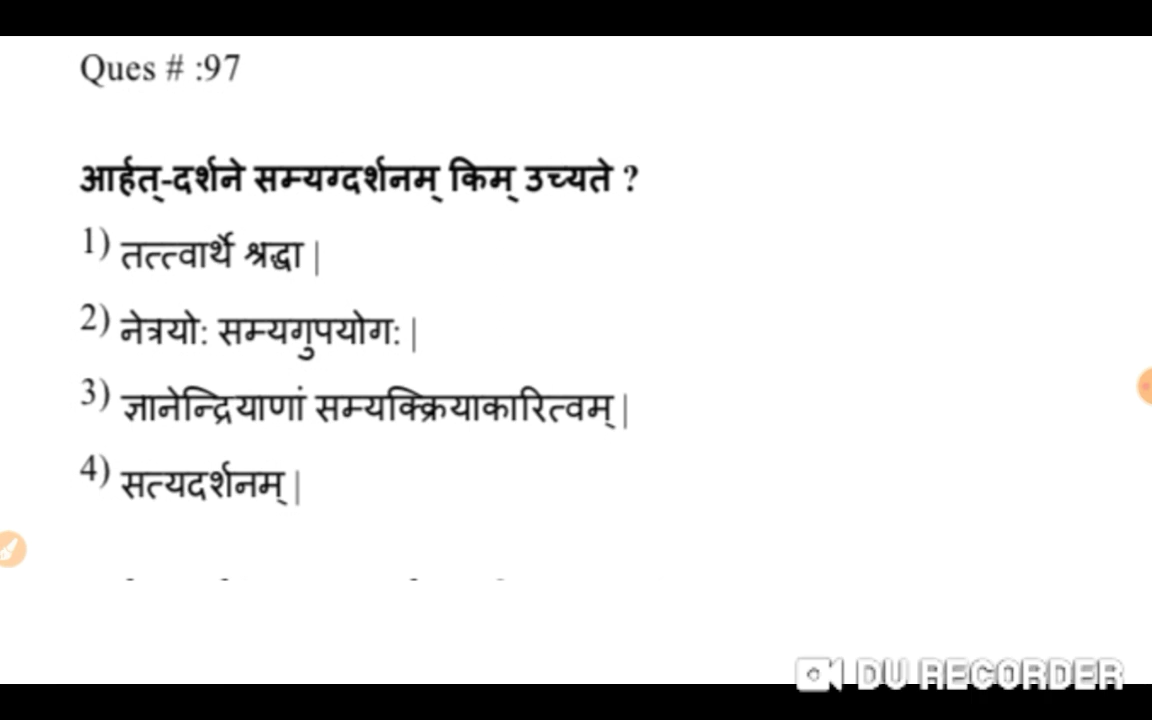 Ques # :97
आर्हत्-दर्शने सम्यग्दर्शनम् किम् उच्यते ?
1) तत्त्वार्थे श्रद्धा |
2) नेत्रयो: सम्यगुपयोग: |
3) ज्ञानेन्द्रियाणां सम्यक्क्रियाकारित्वम् |
4) सत्यदर्शनम् |
DU RECORDER